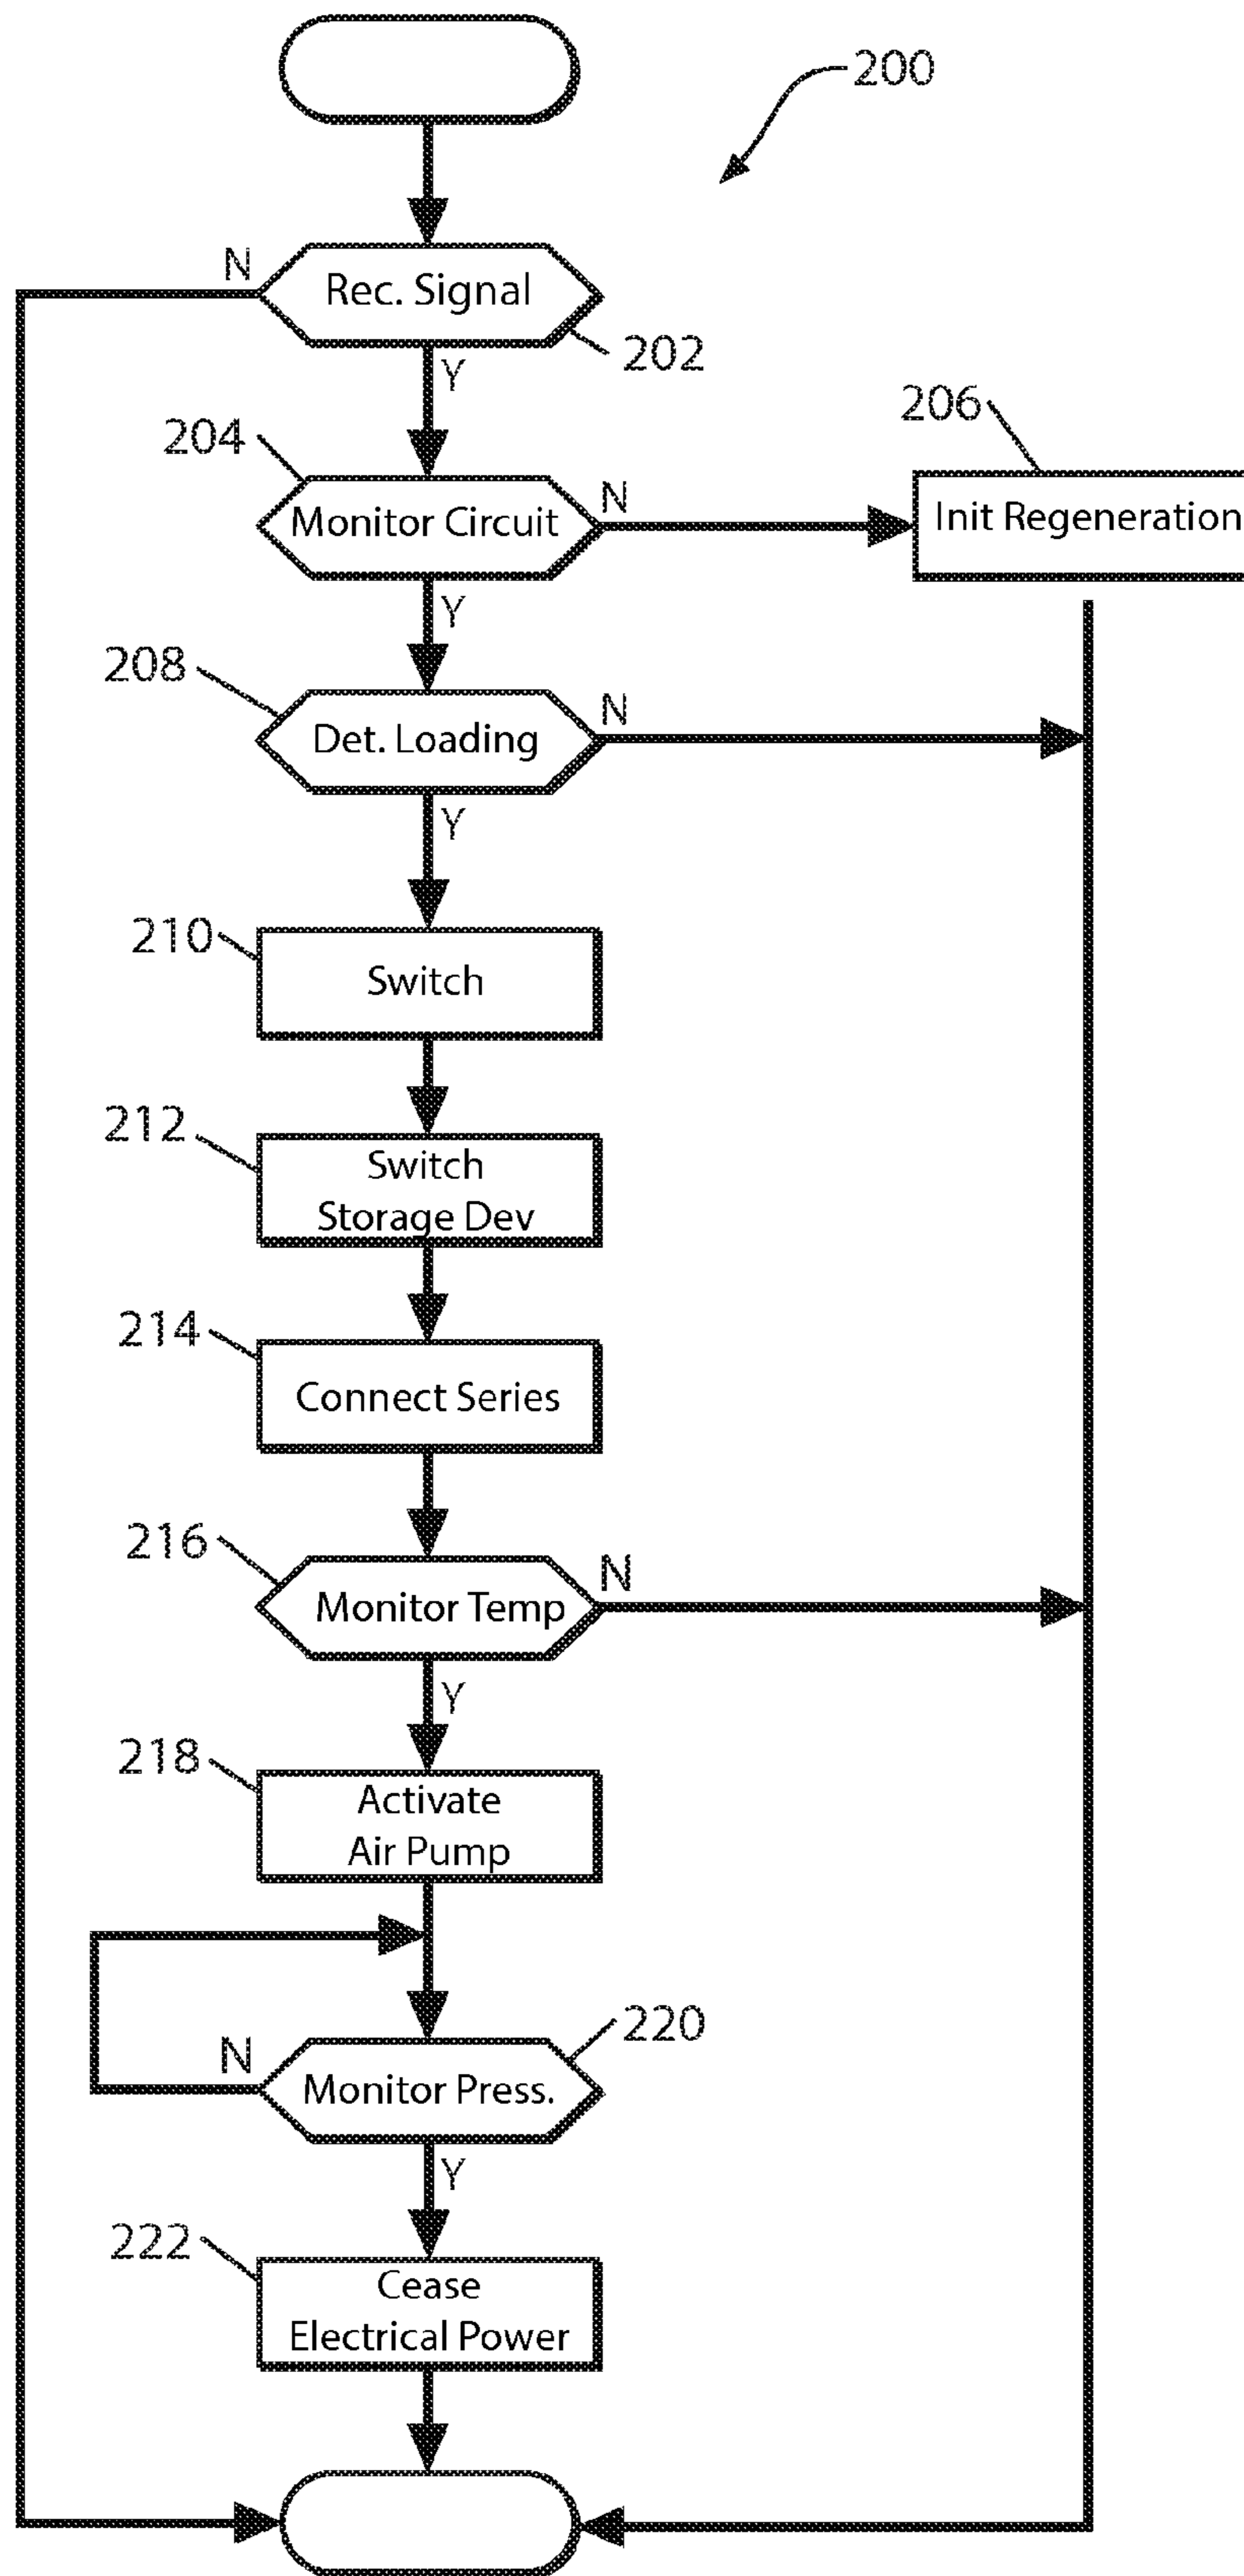 200
N
Rec. Signal
202
Y
206
204
N
Monitor Circuit
Init Regeneration
Y
208
N
Det. Loading
Y
210
Switch
212
Switch
Storage Dev
214
Connect Series
216
N
Monitor Temp
Y
218
Activate
Air Pump
220
N
Monitor Press.
Y
222
Cease
Electrical Power